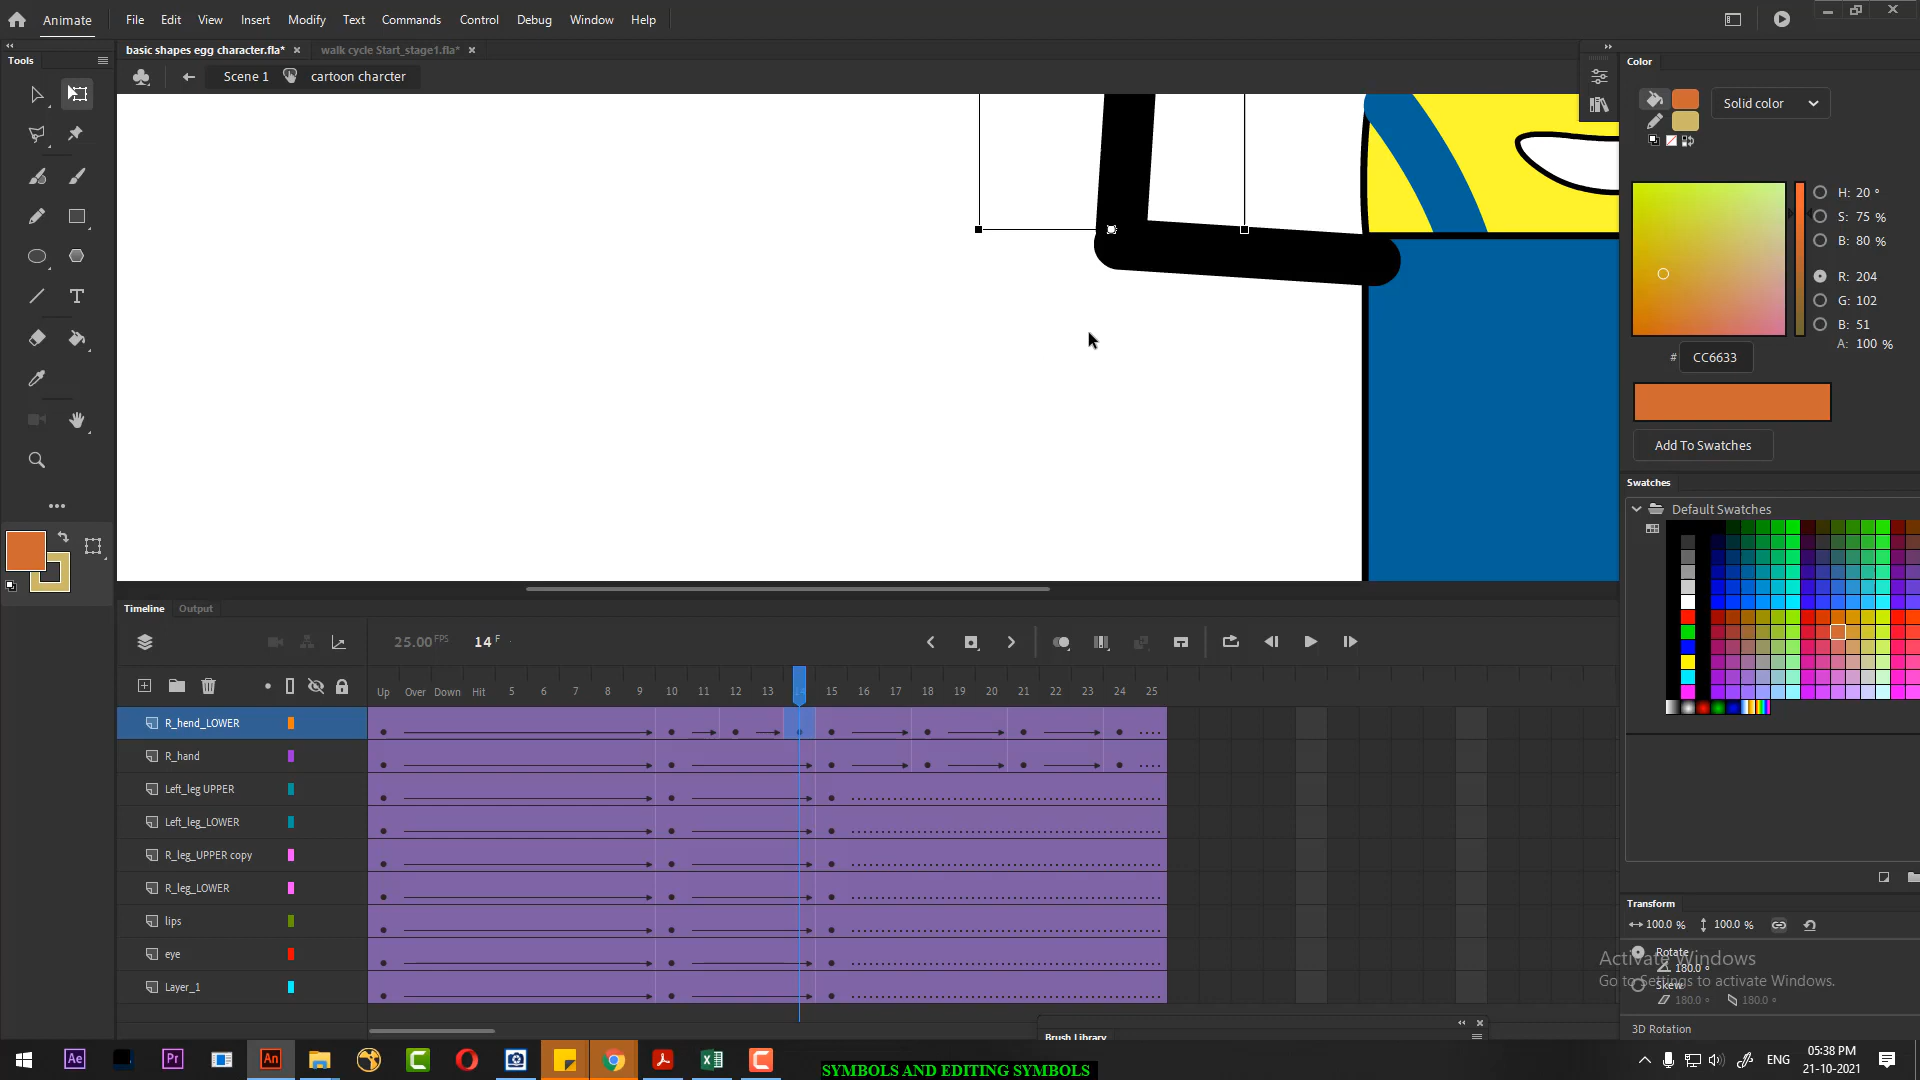 Animate File Edit View Insert Modify Text Commands Control Debug Window Help
basic shapes egg character.fla* × walk cycle Start_stage1.fla* ×
Tools
Scene 1 cartoon charcter
Color
Solid color
H: 20 °
S: 75 %
B: 80 %
R: 204
G: 102
B: 51
A: 100 %
# CC6633
Add To Swatches
Swatches
Default Swatches
Timeline Output
25.00 FPS 14 F
Up Over Down Hit 5 6 7 8 9 10 11 12 13 14 15 16 17 18 19 20 21 22 23 24 25
R_hend_LOWER
R_hand
Left_leg UPPER
Left_leg_LOWER
R_leg_UPPER copy
R_leg_LOWER
lips
eye
Layer_1
Transform
100.0 % 100.0 %
Rotate
180.0 °
Skew
180.0 ° 180.0 °
3D Rotation
Activate Windows
Go to Settings to activate Windows.
Brush Library
Ae Pr An
ENG
05:38 PM
21-10-2021
SYMBOLS AND EDITING SYMBOLS